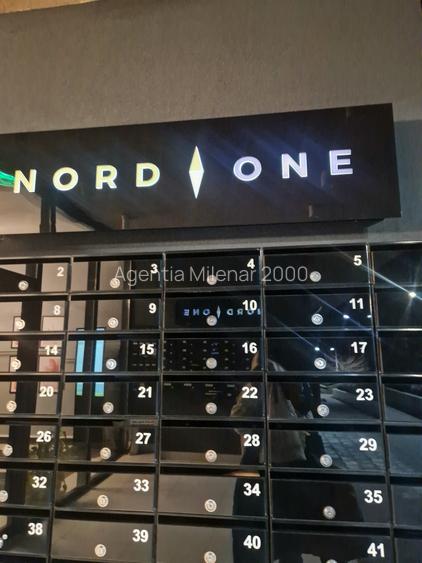 NORD ONE
Agentia Milenar 2000
2 3 4 5
8 9 10 11
14 15 16 17
20 21 22 23
26 27 28 29
32 33 34 35
38 39 40 41